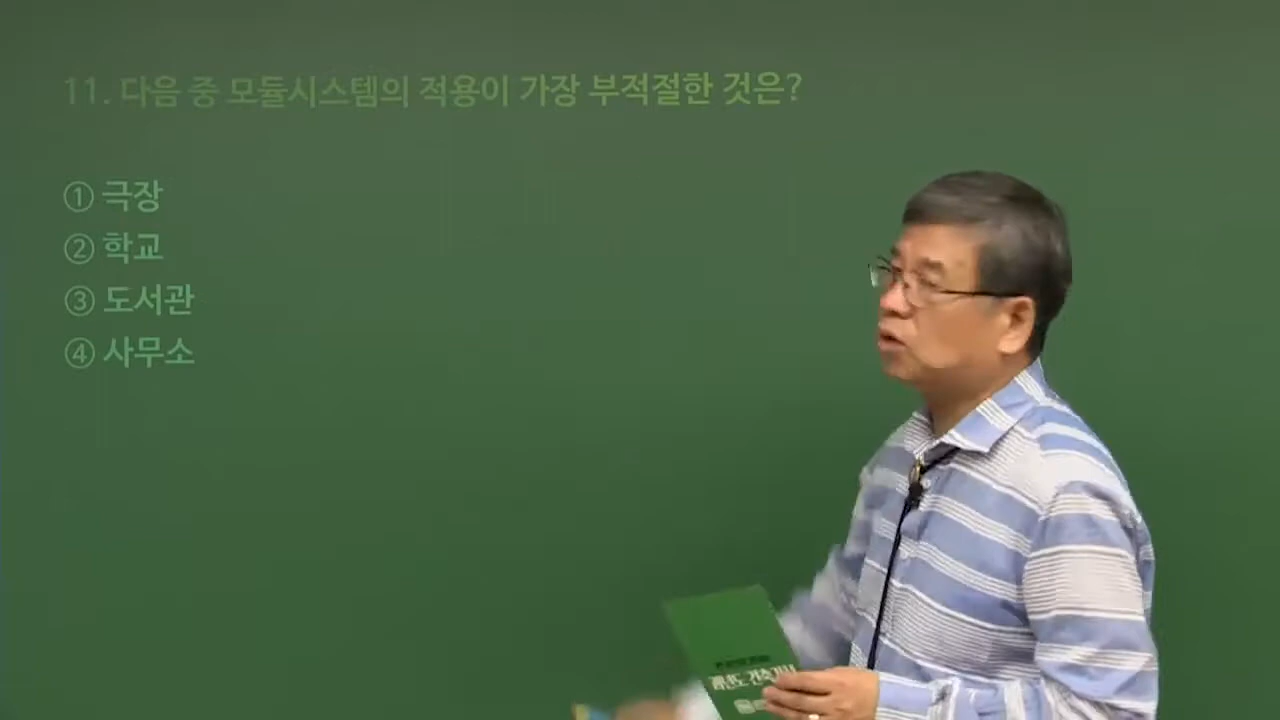 11. 다음 중 모듈시스템의 적용이 가장 부적절한 것은?
① 극장
② 학교
③ 도서관
④ 사무소